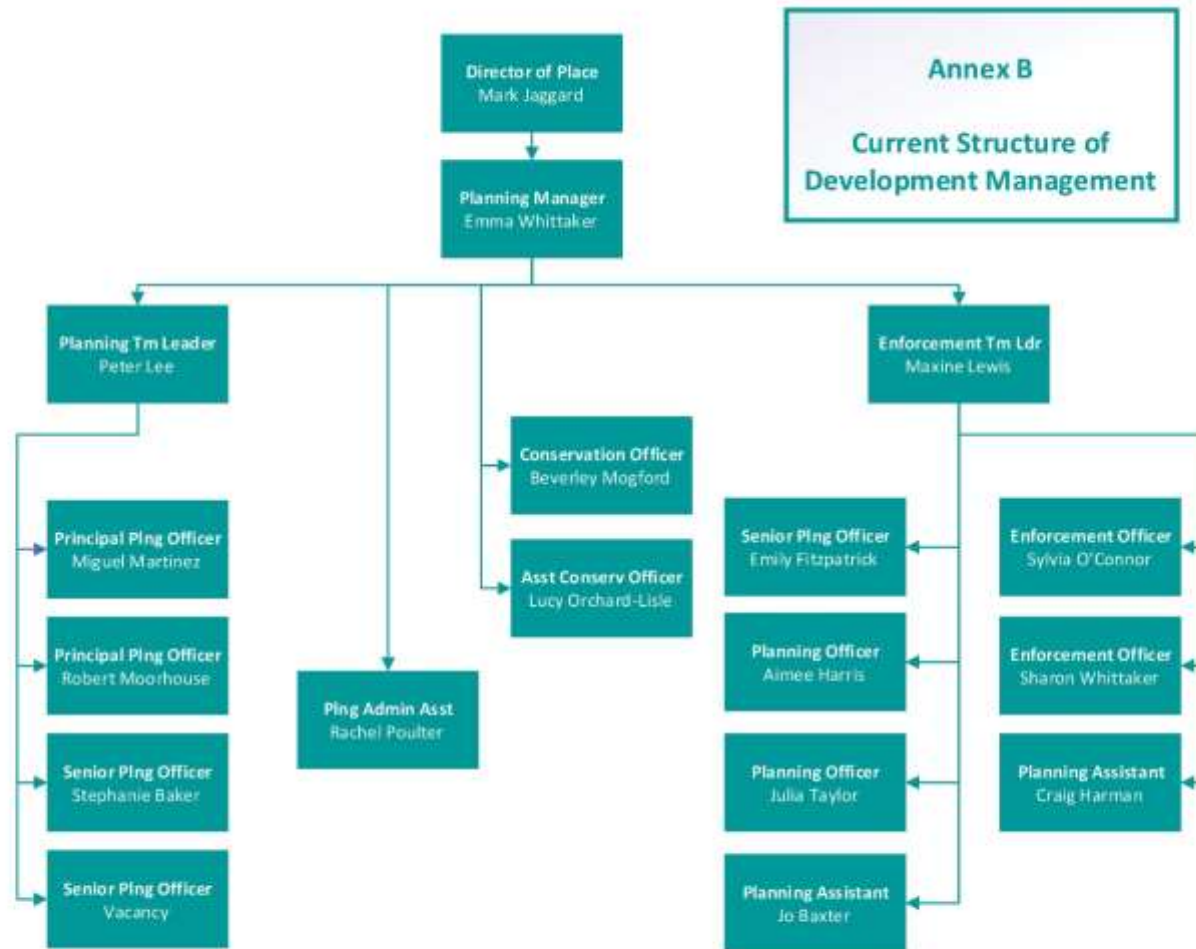 Annex B
Current Structure of
Development Management
Director of Place
Mark Jaggard
Planning Manager
Emma Whittaker
Planning Tm Leader
Peter Lee
Enforcement Tm Ldr
Maxine Lewis
Conservation Officer
Beverley Mogford
Asst Conserv Officer
Lucy Orchard-Lisle
Plng Admin Asst
Rachel Poulter
Principal Plng Officer
Miguel Martinez
Principal Plng Officer
Robert Moorhouse
Senior Plng Officer
Stephanie Baker
Senior Plng Officer
Vacancy
Senior Plng Officer
Emily Fitzpatrick
Planning Officer
Aimee Harris
Planning Officer
Julia Taylor
Planning Assistant
Jo Baxter
Enforcement Officer
Sylvia O'Connor
Enforcement Officer
Sharon Whittaker
Planning Assistant
Craig Harman